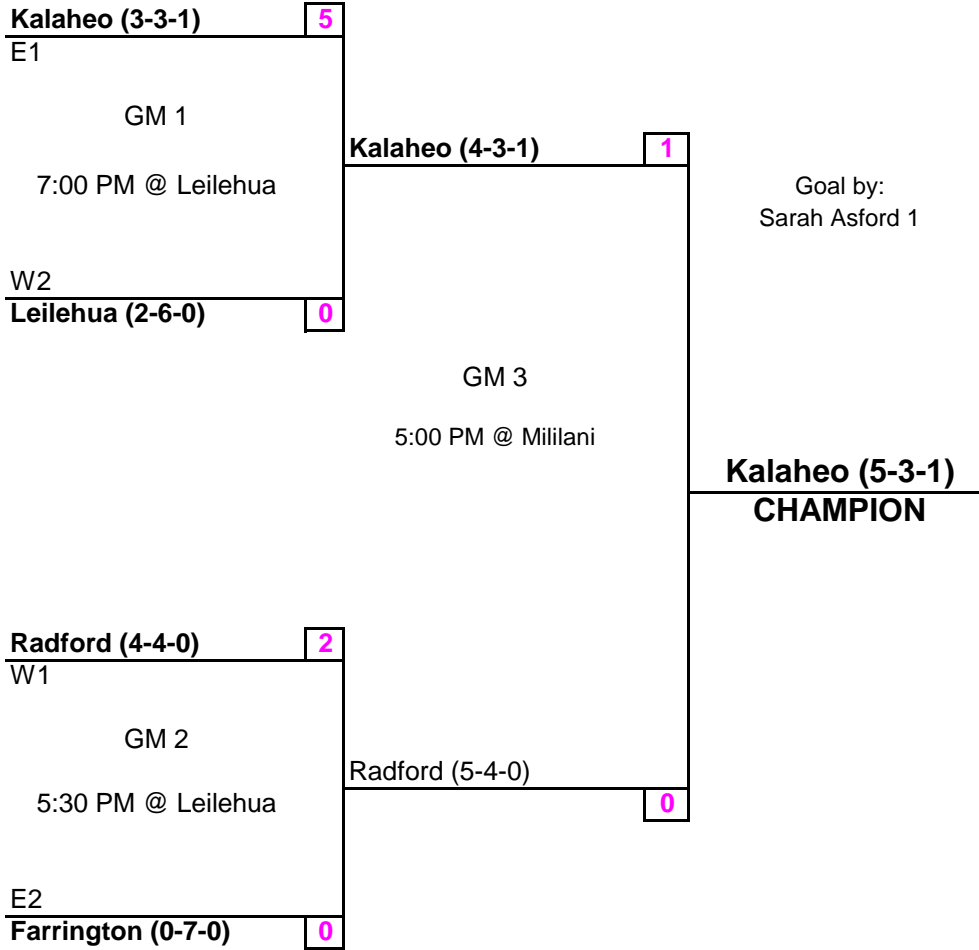 Kalaheo (3-3-1) 5
E1
GM 1
7:00 PM @ Leilehua
W2
Leilehua (2-6-0) 0
Kalaheo (4-3-1) 1
Goal by:
Sarah Asford 1
GM 3
5:00 PM @ Mililani
Kalaheo (5-3-1)
CHAMPION
Radford (4-4-0) 2
W1
GM 2
5:30 PM @ Leilehua
E2
Farrington (0-7-0) 0
Radford (5-4-0)
0